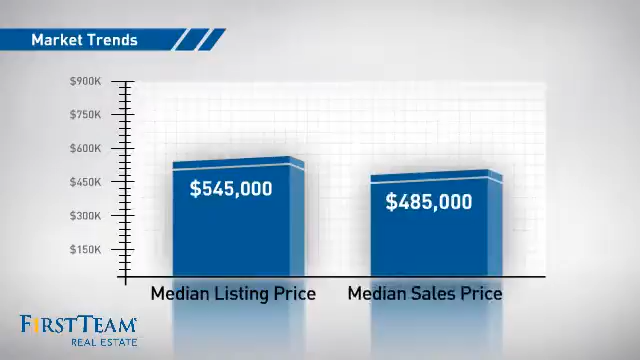 Market Trends
$900K
$750K
$600K
$450K
$300K
$150K
$545,000
$485,000
Median Listing Price
Median Sales Price
FIRSTTEAM®
REAL ESTATE